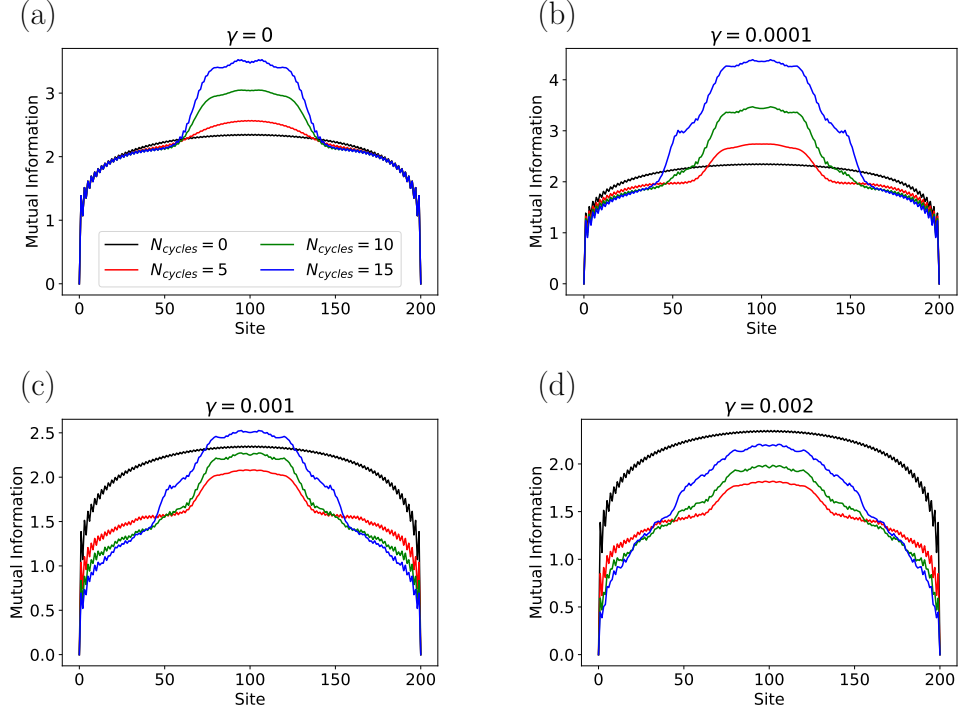 (a)
γ = 0
Mutual Information
3
2
1
0
N_cycles = 0
N_cycles = 5
N_cycles = 10
N_cycles = 15
0 50 100 150 200
Site
(b)
γ = 0.0001
Mutual Information
4
3
2
1
0
0 50 100 150 200
Site
(c)
γ = 0.001
Mutual Information
2.5
2.0
1.5
1.0
0.5
0.0
0 50 100 150 200
Site
(d)
γ = 0.002
Mutual Information
2.0
1.5
1.0
0.5
0.0
0 50 100 150 200
Site